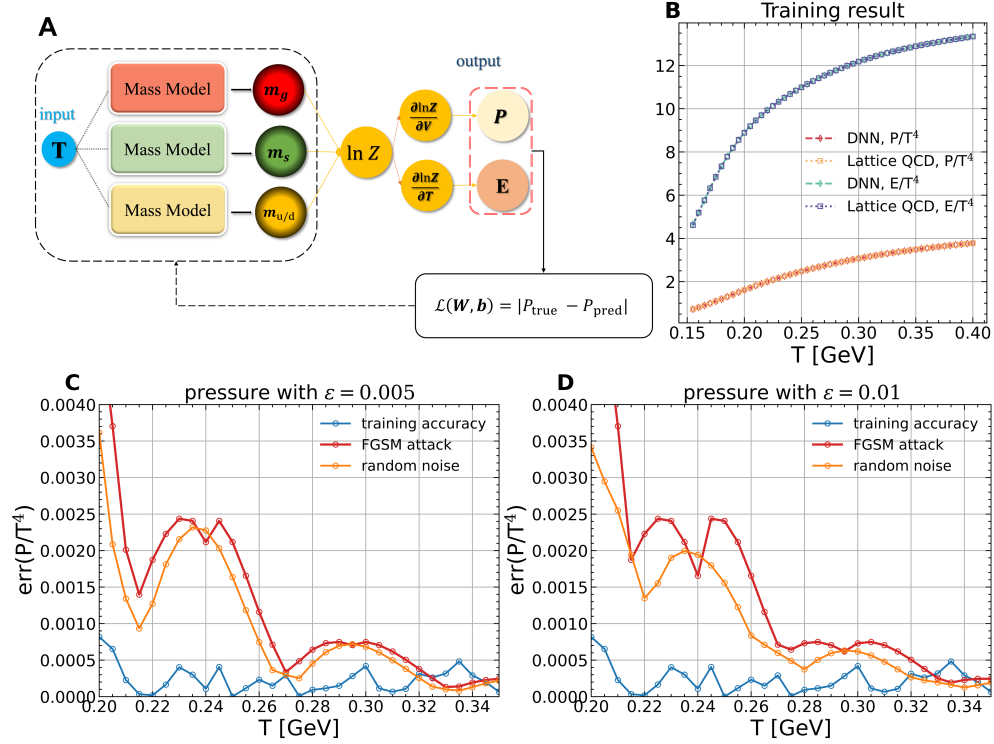 A
input
T
Mass Model
Mass Model
Mass Model
m_g
m_s
m_u/d
ln Z
∂lnZ/∂V
∂lnZ/∂T
output
P
E
ℒ(W, b) = |P_true − P_pred|
B
Training result
12
10
8
6
4
2
DNN, P/T⁴
Lattice QCD, P/T⁴
DNN, E/T⁴
Lattice QCD, E/T⁴
0.15 0.20 0.25 0.30 0.35 0.40
T [GeV]
C
pressure with ε = 0.005
err(P/T⁴)
0.0040
0.0035
0.0030
0.0025
0.0020
0.0015
0.0010
0.0005
0.0000
training accuracy
FGSM attack
random noise
0.20 0.22 0.24 0.26 0.28 0.30 0.32 0.34
T [GeV]
D
pressure with ε = 0.01
err(P/T⁴)
0.0040
0.0035
0.0030
0.0025
0.0020
0.0015
0.0010
0.0005
0.0000
training accuracy
FGSM attack
random noise
0.20 0.22 0.24 0.26 0.28 0.30 0.32 0.34
T [GeV]